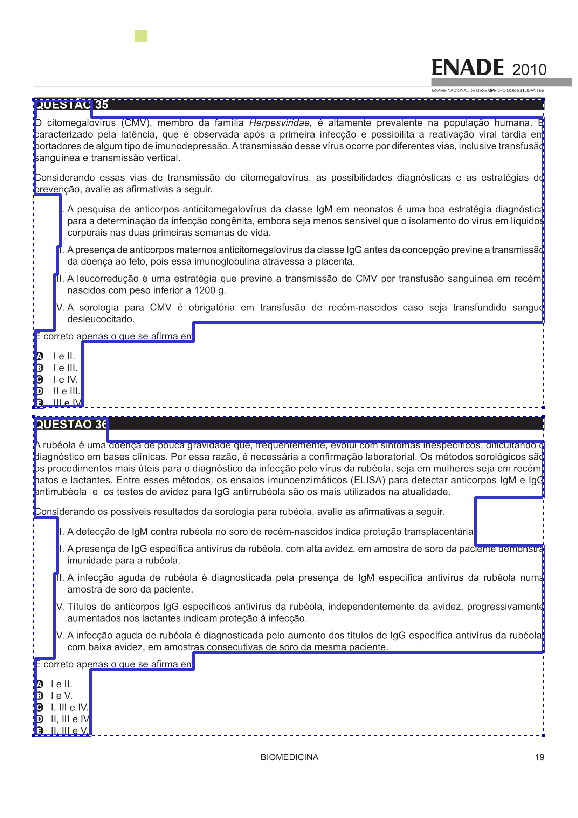 ENADE 2010
EXAME NACIONAL DE DESEMPENHO DOS ESTUDANTES
QUESTÃO 35
O citomegalovírus (CMV), membro da família Herpesviridae, é altamente prevalente na população humana. É
caracterizado pela latência, que é observada após a primeira infecção e possibilita a reativação viral tardia em
portadores de algum tipo de imunodepressão. A transmissão desse vírus ocorre por diferentes vias, inclusive transfusão
sanguínea e transmissão vertical.
Considerando essas vias de transmissão do citomegalovírus, as possibilidades diagnósticas e as estratégias de
prevenção, avalie as afirmativas a seguir.
I. A pesquisa de anticorpos anticitomegalovírus da classe IgM em neonatos é uma boa estratégia diagnóstica
para a determinação da infecção congênita, embora seja menos sensível que o isolamento do vírus em líquidos
corporais nas duas primeiras semanas de vida.
II. A presença de anticorpos maternos anticitomegalovírus da classe IgG antes da concepção previne a transmissão
da doença ao feto, pois essa imunoglobulina atravessa a placenta.
III. A leucorredução é uma estratégia que previne a transmissão de CMV por transfusão sanguínea em recém-
nascidos com peso inferior a 1200 g.
IV. A sorologia para CMV é obrigatória em transfusão de recém-nascidos caso seja transfundido sangue
desleucocitado.
É correto apenas o que se afirma em
A I e II.
B I e III.
C I e IV.
D II e III.
E III e IV.
QUESTÃO 36
A rubéola é uma doença de pouca gravidade que, frequentemente, evolui com sintomas inespecíficos, dificultando o
diagnóstico em bases clínicas. Por essa razão, é necessária a confirmação laboratorial. Os métodos sorológicos são
os procedimentos mais úteis para o diagnóstico da infecção pelo vírus da rubéola, seja em mulheres seja em recém-
natos e lactantes. Entre esses métodos, os ensaios imunoenzimáticos (ELISA) para detectar anticorpos IgM e IgG
antirrubéola e os testes de avidez para IgG antirrubéola são os mais utilizados na atualidade.
Considerando os possíveis resultados da sorologia para rubéola, avalie as afirmativas a seguir.
I. A detecção de IgM contra rubéola no soro de recém-nascidos indica proteção transplacentária.
II. A presença de IgG específica antivírus da rubéola, com alta avidez, em amostra de soro da paciente demonstra
imunidade para a rubéola.
III. A infecção aguda de rubéola é diagnosticada pela presença de IgM específica antivírus da rubéola numa
amostra de soro da paciente.
IV. Títulos de anticorpos IgG específicos antivírus da rubéola, independentemente da avidez, progressivamente
aumentados nos lactantes indicam proteção à infecção.
V. A infecção aguda de rubéola é diagnosticada pelo aumento dos títulos de IgG específica antivírus da rubéola,
com baixa avidez, em amostras consecutivas de soro da mesma paciente.
É correto apenas o que se afirma em
A I e II.
B I e V.
C I, III e IV.
D II, III e IV.
E II, III e V.
BIOMEDICINA 19